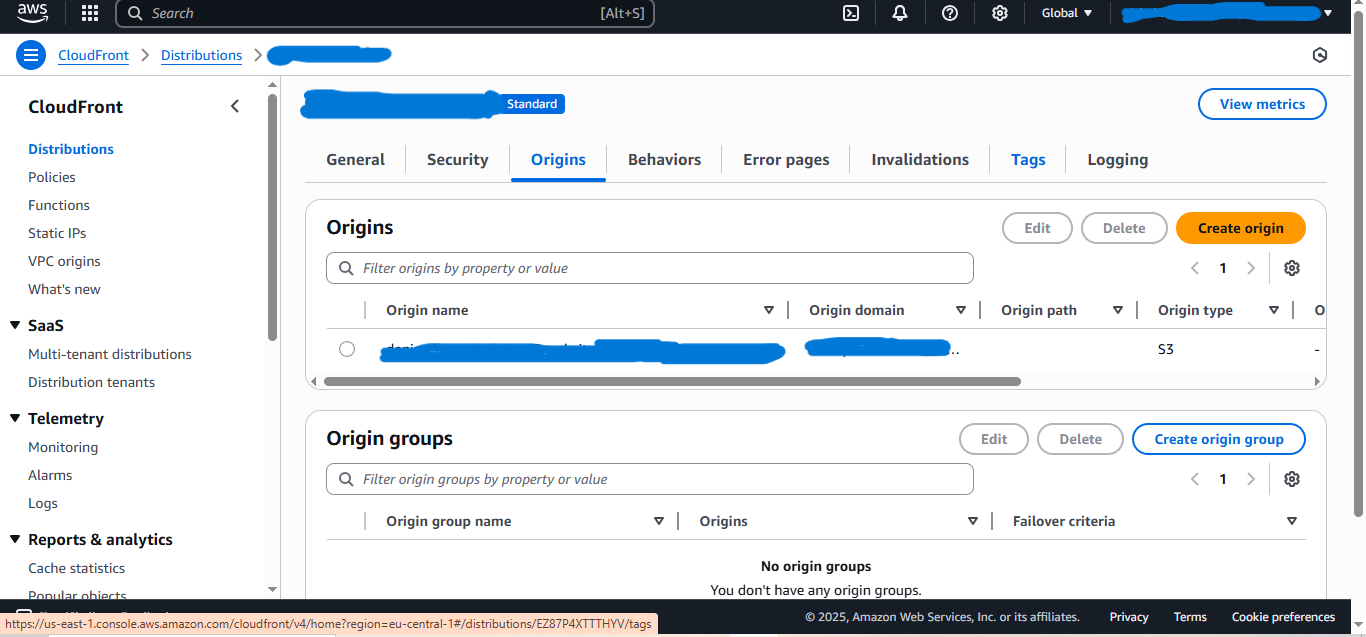 aws
Search [Alt+S]
Global
CloudFront
Distributions
Standard
View metrics
CloudFront
Distributions
Policies
Functions
Static IPs
VPC origins
What's new
SaaS
Multi-tenant distributions
Distribution tenants
Telemetry
Monitoring
Alarms
Logs
Reports & analytics
Cache statistics
Popular objects
General
Security
Origins
Behaviors
Error pages
Invalidations
Tags
Logging
Origins
Edit
Delete
Create origin
Filter origins by property or value
1
Origin name
Origin domain
Origin path
Origin type
O
...
S3
-
Origin groups
Edit
Delete
Create origin group
Filter origin groups by property or value
1
Origin group name
Origins
Failover criteria
No origin groups
You don't have any origin groups.
© 2025, Amazon Web Services, Inc. or its affiliates.
Privacy
Terms
Cookie preferences
https://us-east-1.console.aws.amazon.com/cloudfront/v4/home?region=eu-central-1#/distributions/EZ87P4XTTTHYV/tags